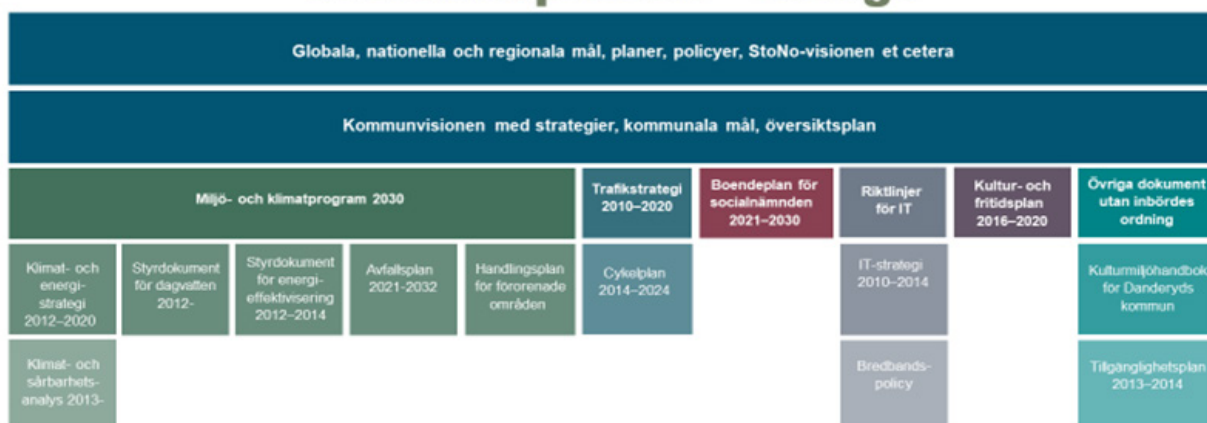 Globala, nationella och regionala mål, planer, policyer, StoNo-visionen et cetera
Kommunvisionen med strategier, kommunala mål, översiktsplan
Miljö- och klimatprogram 2030
Trafikstrategi
2010–2020
Boendeplan för
socialnämnden
2021–2030
Riktlinjer
för IT
Kultur- och
fritidsplan
2016–2020
Övriga dokument
utan inbördes
ordning
Klimat- och
energi-
strategi
2012–2020
Styrdokument
för dagvatten
2012-
Styrdokument
för energi-
effektivisering
2012–2014
Avfallsplan
2021-2032
Handlingsplan
för förorenade
områden
Cykelplan
2014–2024
IT-strategi
2010–2014
Kulturmiljöhandbok
för Danderyds
kommun
Klimat- och
sårbarhets-
analys 2013-
Bredbands-
policy
Tillgänglighetsplan
2013–2014